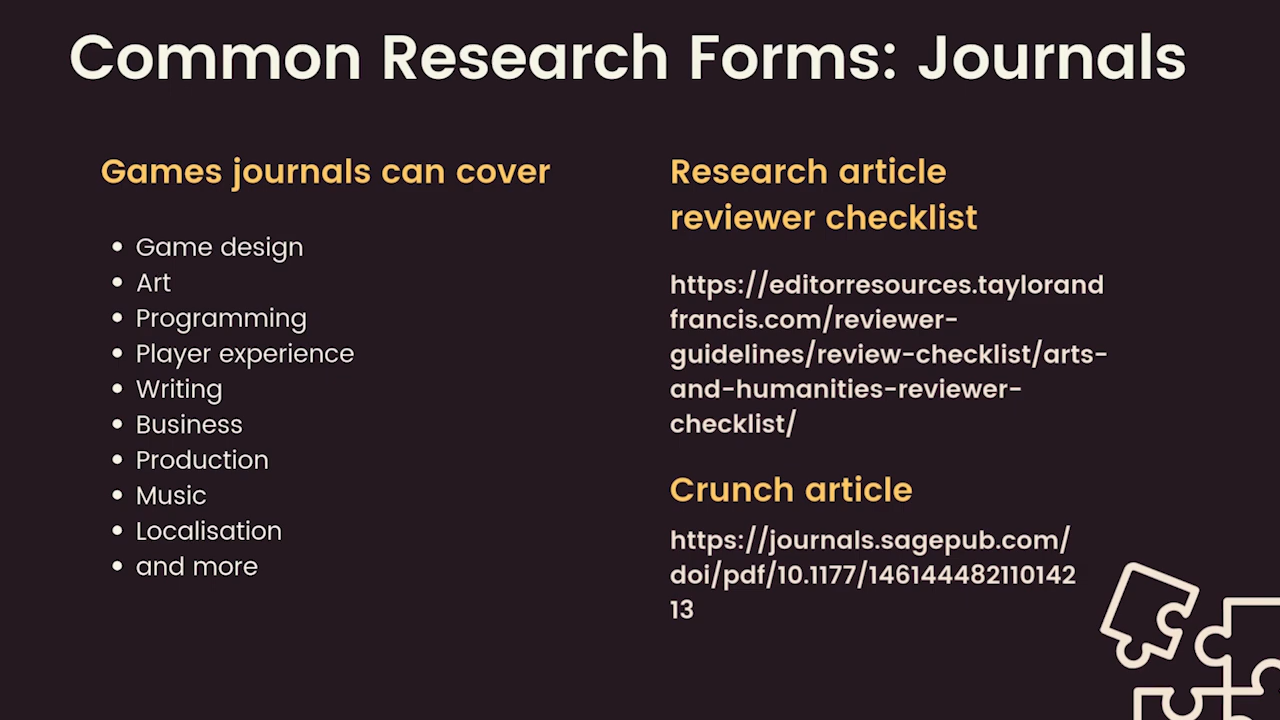 Common Research Forms: Journals
Games journals can cover
• Game design
• Art
• Programming
• Player experience
• Writing
• Business
• Production
• Music
• Localisation
• and more
Research article
reviewer checklist
https://editorresources.taylorand
francis.com/reviewer-
guidelines/review-checklist/arts-
and-humanities-reviewer-
checklist/
Crunch article
https://journals.sagepub.com/
doi/pdf/10.1177/146144482110142
13